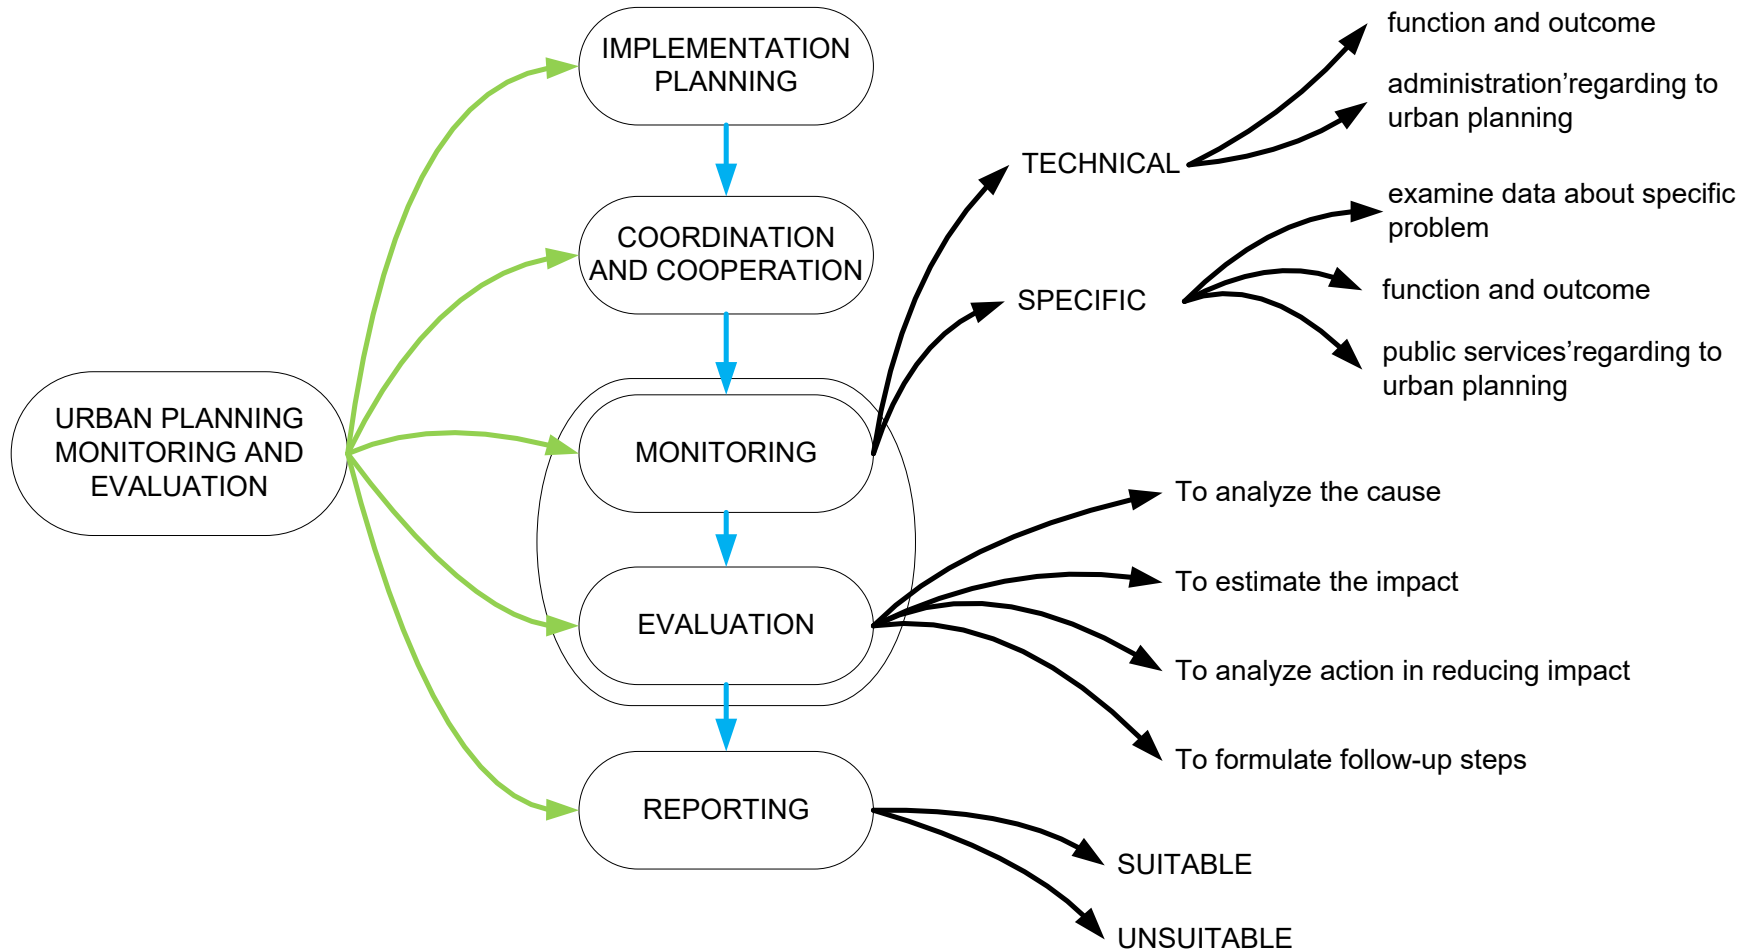 URBAN PLANNING
MONITORING AND
EVALUATION
IMPLEMENTATION
PLANNING
COORDINATION
AND COOPERATION
MONITORING
EVALUATION
REPORTING
TECHNICAL
function and outcome
administration’regarding to
urban planning
SPECIFIC
examine data about specific
problem
function and outcome
public services’regarding to
urban planning
To analyze the cause
To estimate the impact
To analyze action in reducing impact
To formulate follow-up steps
SUITABLE
UNSUITABLE